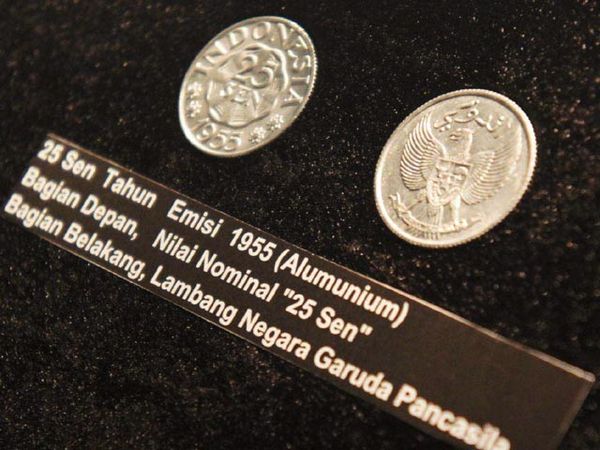 INDONESIA
25
SEN
1955
25 Sen Tahun Emisi 1955 (Alumunium)
Bagian Depan, Nilai Nominal "25 Sen"
Bagian Belakang, Lambang Negara Garuda Pancasila